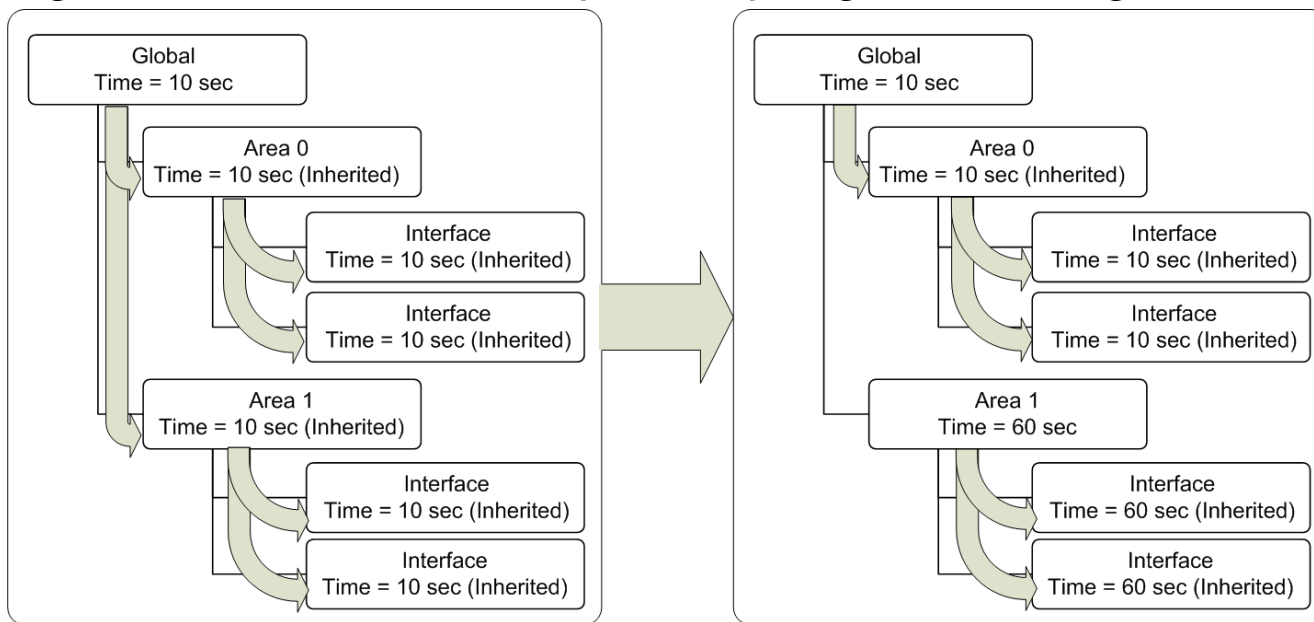 Global
Time = 10 sec
Area 0
Time = 10 sec (Inherited)
Interface
Time = 10 sec (Inherited)
Interface
Time = 10 sec (Inherited)
Area 1
Time = 10 sec (Inherited)
Interface
Time = 10 sec (Inherited)
Interface
Time = 10 sec (Inherited)
Global
Time = 10 sec
Area 0
Time = 10 sec (Inherited)
Interface
Time = 10 sec (Inherited)
Interface
Time = 10 sec (Inherited)
Area 1
Time = 60 sec
Interface
Time = 60 sec (Inherited)
Interface
Time = 60 sec (Inherited)